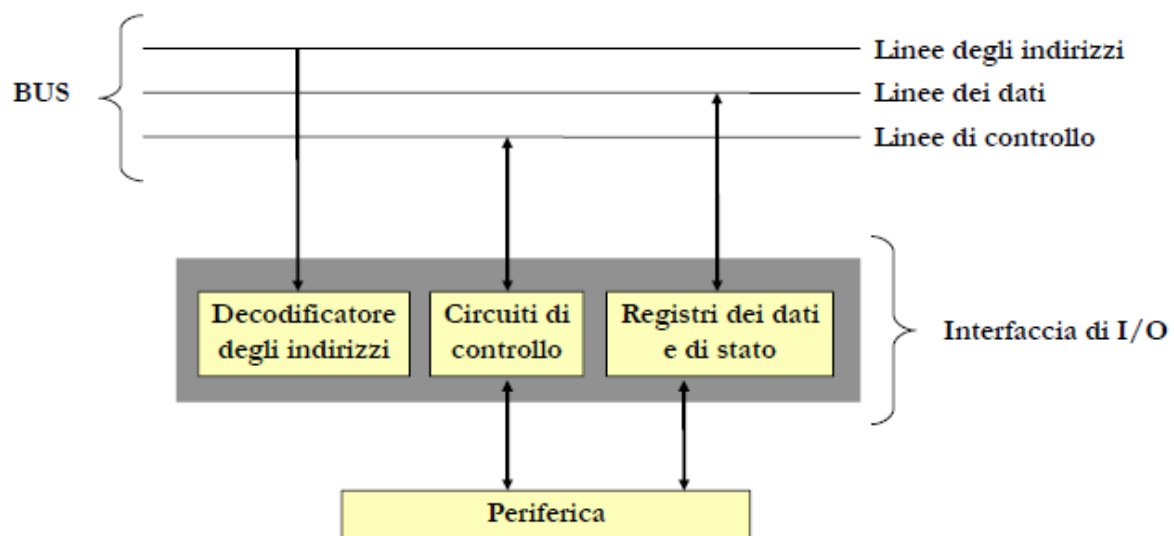 BUS
Linee degli indirizzi
Linee dei dati
Linee di controllo
Decodificatore
degli indirizzi
Circuiti di
controllo
Registri dei dati
e di stato
Interfaccia di I/O
Periferica